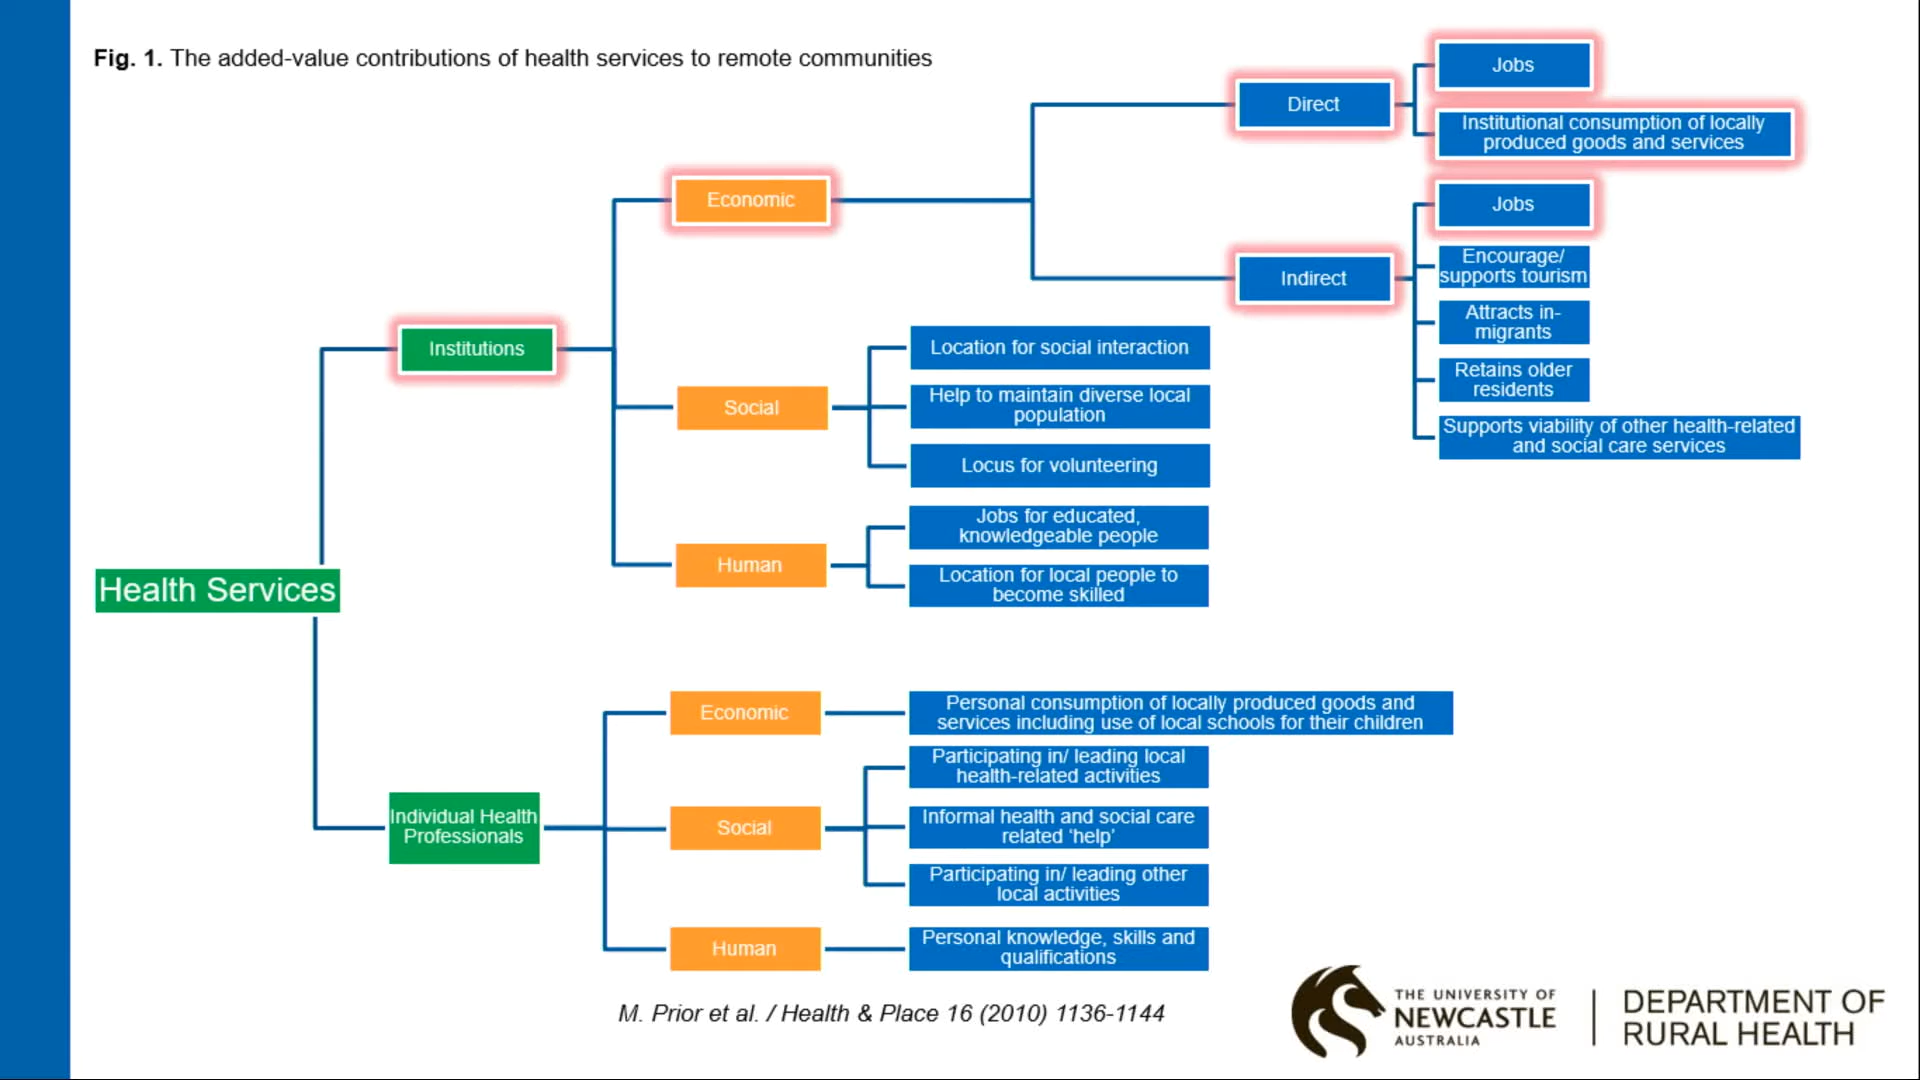 Fig. 1. The added-value contributions of health services to remote communities
Jobs
Direct
Institutional consumption of locally
produced goods and services
Economic
Jobs
Indirect
Encourage/
supports tourism
Attracts in-
migrants
Retains older
residents
Supports viability of other health-related
and social care services
Institutions
Location for social interaction
Social
Help to maintain diverse local
population
Locus for volunteering
Human
Jobs for educated,
knowledgeable people
Location for local people to
become skilled
Health Services
Economic
Personal consumption of locally produced goods and
services including use of local schools for their children
Individual Health
Professionals
Social
Participating in/ leading local
health-related activities
Informal health and social care
related ‘help’
Participating in/ leading other
local activities
Human
Personal knowledge, skills and
qualifications
M. Prior et al. / Health & Place 16 (2010) 1136-1144
THE UNIVERSITY OF
NEWCASTLE
AUSTRALIA
DEPARTMENT OF
RURAL HEALTH